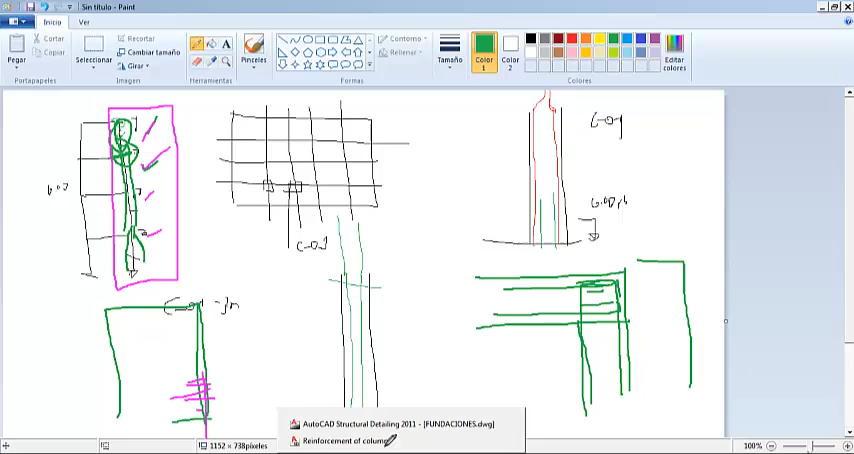 Sin título - Paint
Inicio
Ver
Pegar
Cortar
Copiar
Portapapeles
Seleccionar
Recortar
Cambiar tamaño
Girar
Imagen
A
Herramientas
Pinceles
Contorno
Rellenar
Formas
Tamaño
Color 1
Color 2
Editar colores
Colores
AutoCAD Structural Detailing 2011 - [FUNDACIONES.dwg]
Reinforcement of column
1152 × 738píxeles
100%